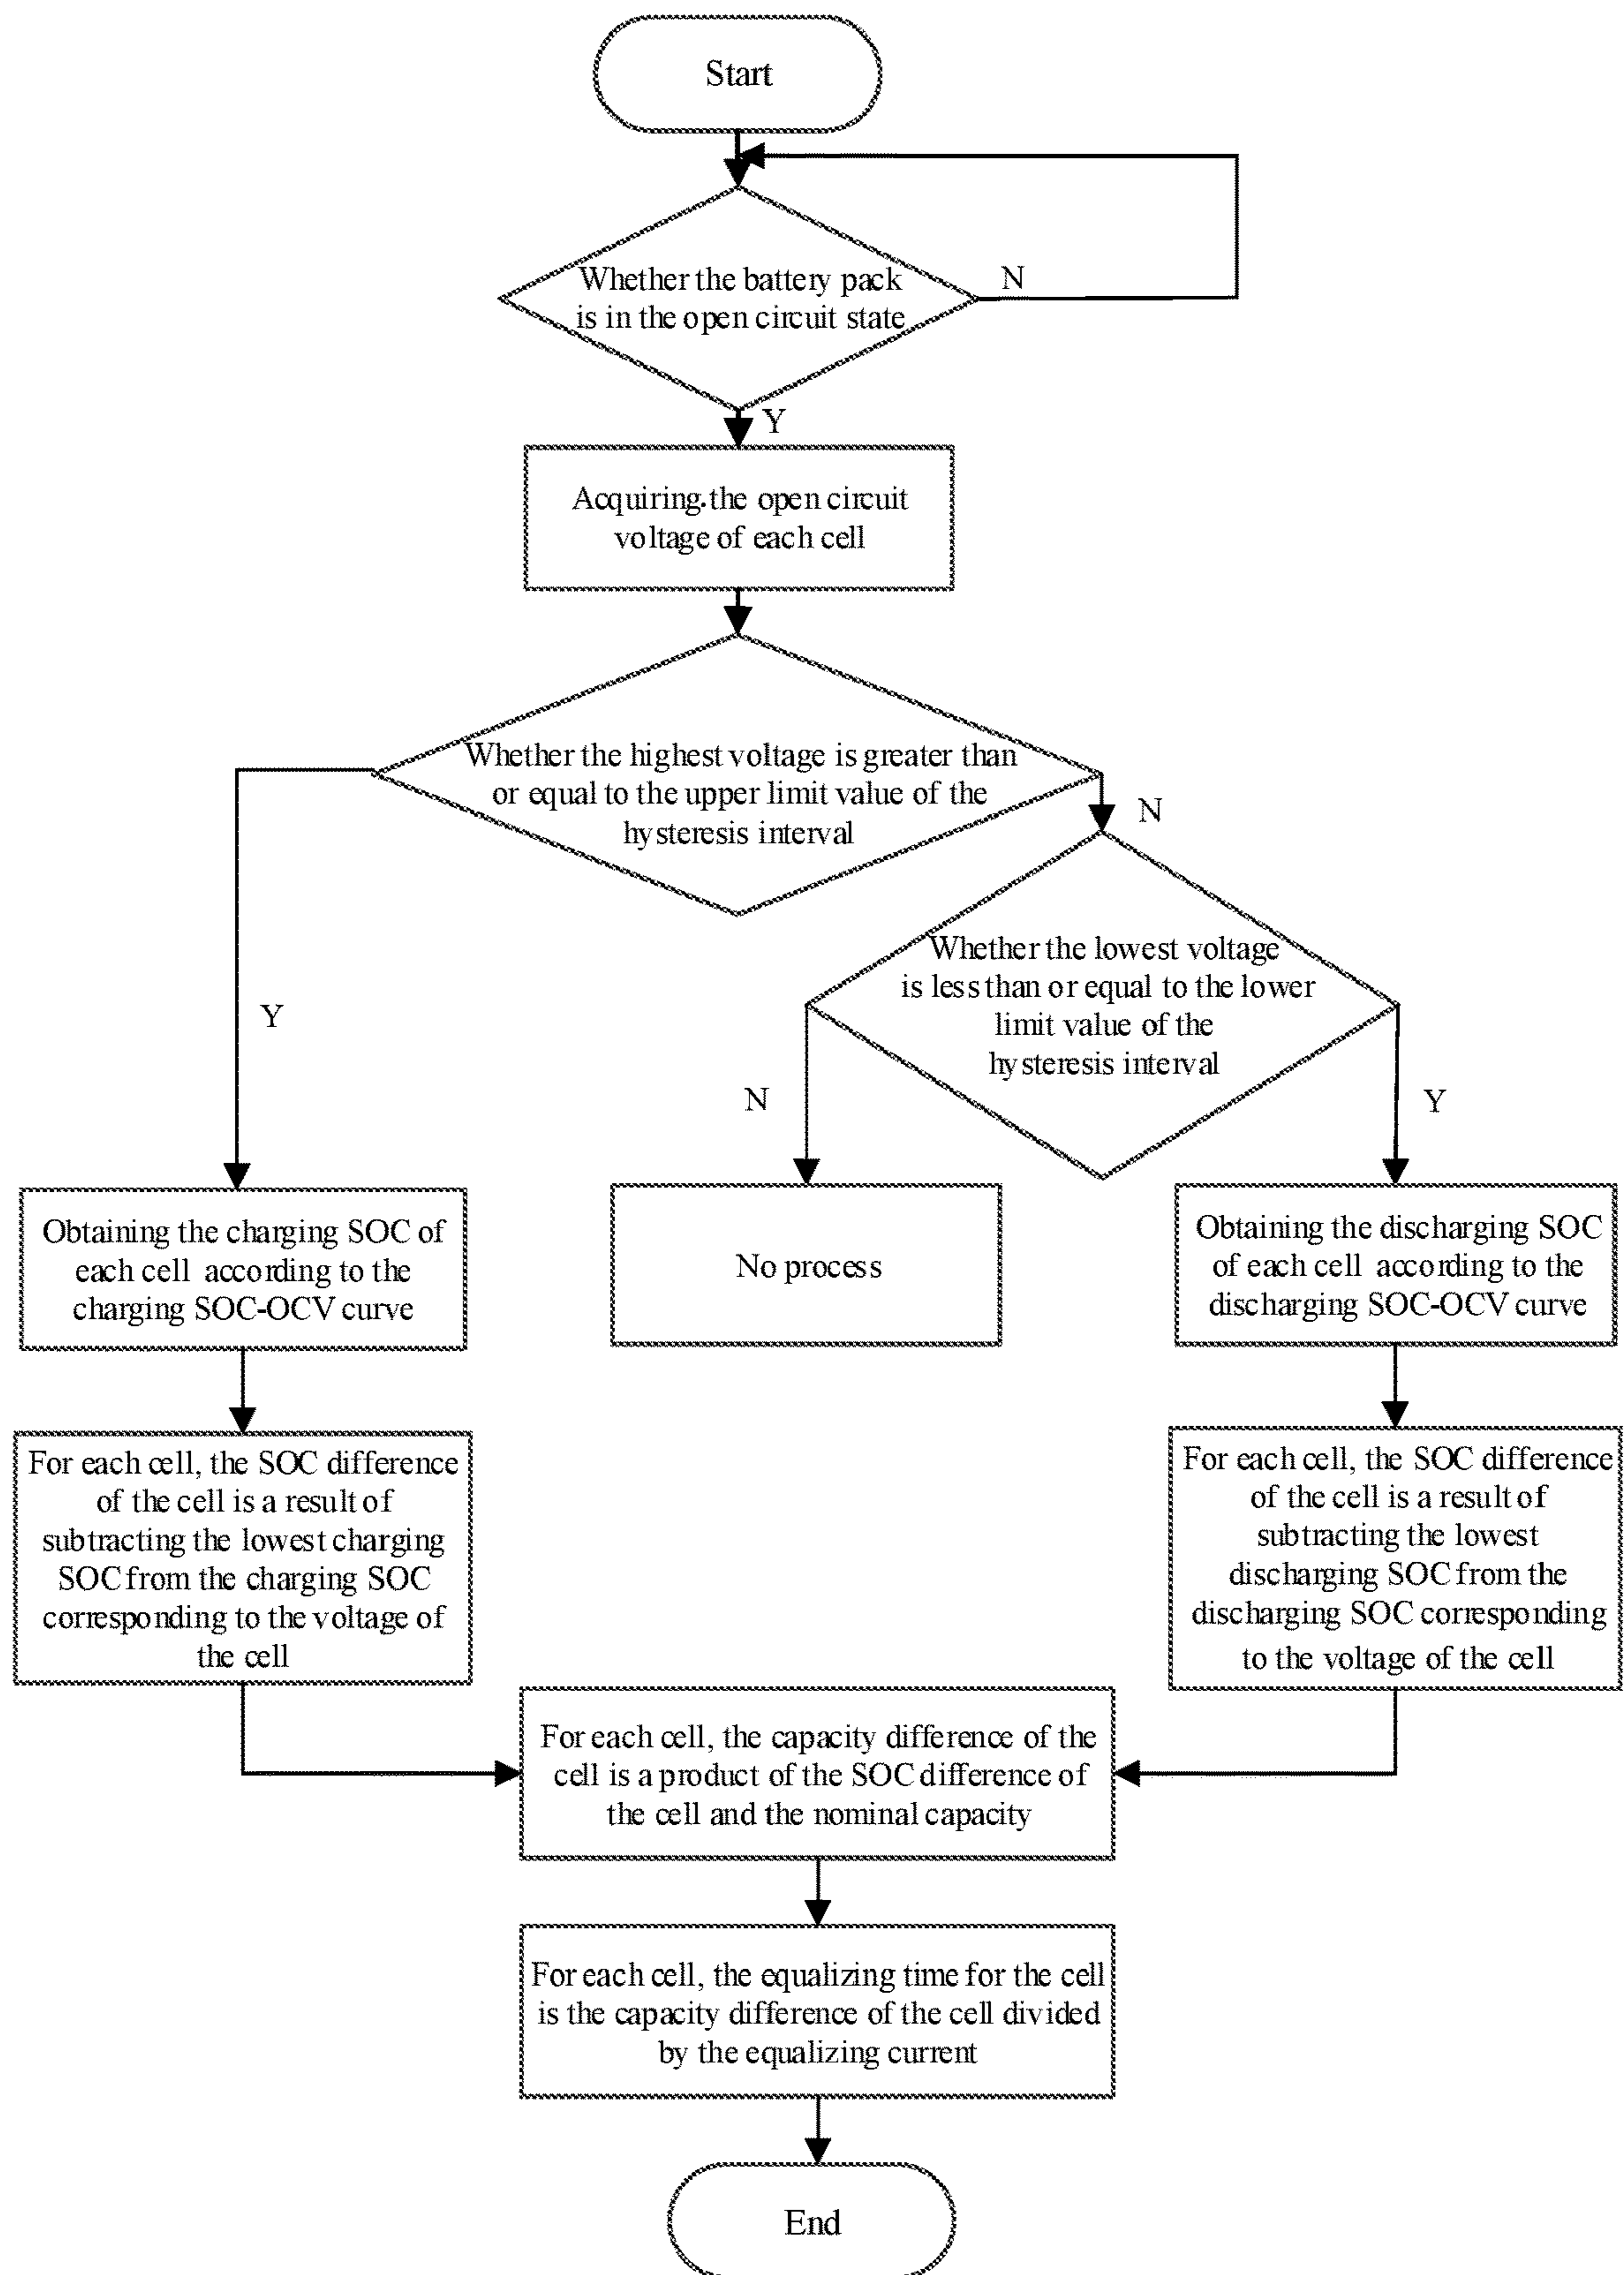 Start
Whether the battery pack
is in the open circuit state
N
Y
Acquiring the open circuit
voltage of each cell
Whether the highest voltage is greater than
or equal to the upper limit value of the
hysteresis interval
N
Y
Whether the lowest voltage
is less than or equal to the lower
limit value of the
hysteresis interval
N
Y
Obtaining the charging SOC of
each cell according to the
charging SOC-OCV curve
No process
Obtaining the discharging SOC
of each cell according to the
discharging SOC-OCV curve
For each cell, the SOC difference
of the cell is a result of
subtracting the lowest charging
SOC from the charging SOC
corresponding to the voltage of
the cell
For each cell, the SOC difference
of the cell is a result of
subtracting the lowest
discharging SOC from the
discharging SOC corresponding
to the voltage of the cell
For each cell, the capacity difference of the
cell is a product of the SOC difference of
the cell and the nominal capacity
For each cell, the equalizing time for the cell
is the capacity difference of the cell divided
by the equalizing current
End